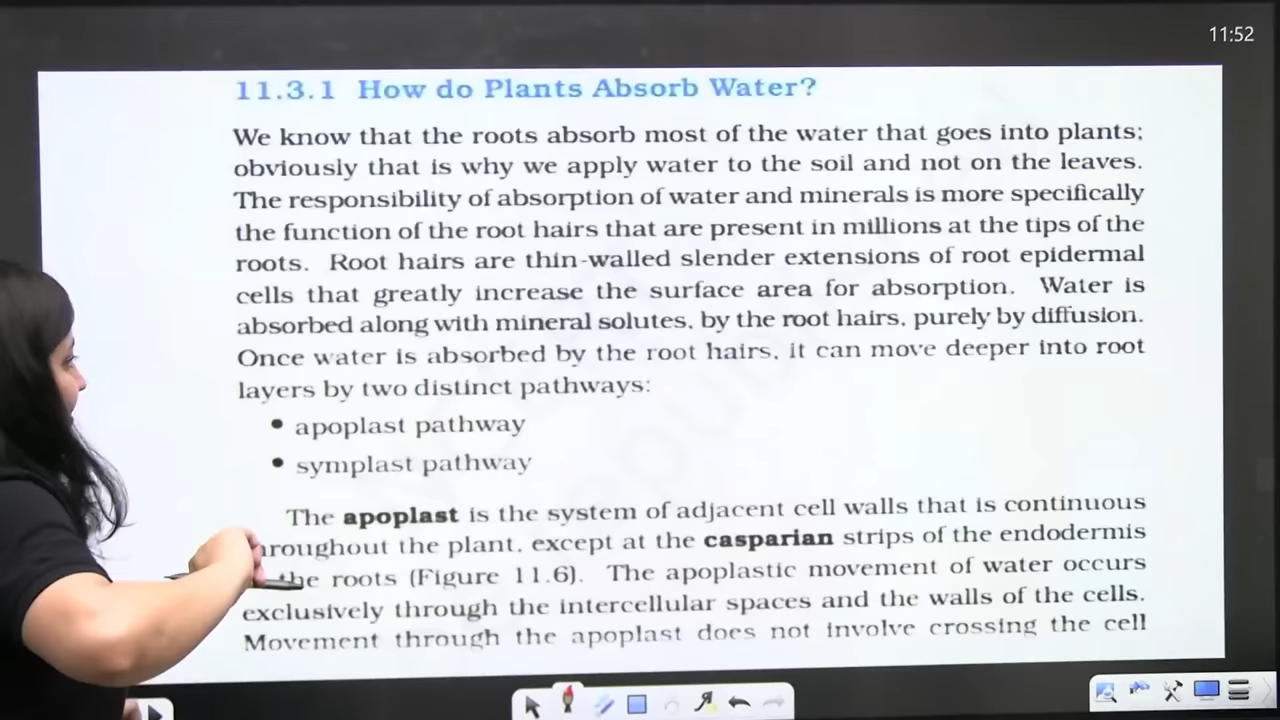 11:52
11.3.1 How do Plants Absorb Water?
We know that the roots absorb most of the water that goes into plants;
obviously that is why we apply water to the soil and not on the leaves.
The responsibility of absorption of water and minerals is more specifically
the function of the root hairs that are present in millions at the tips of the
roots. Root hairs are thin-walled slender extensions of root epidermal
cells that greatly increase the surface area for absorption. Water is
absorbed along with mineral solutes, by the root hairs, purely by diffusion.
Once water is absorbed by the root hairs, it can move deeper into root
layers by two distinct pathways:
• apoplast pathway
• symplast pathway
The apoplast is the system of adjacent cell walls that is continuous
hroughout the plant, except at the casparian strips of the endodermis
the roots (Figure 11.6). The apoplastic movement of water occurs
exclusively through the intercellular spaces and the walls of the cells.
Movement through the apoplast does not involve crossing the cell